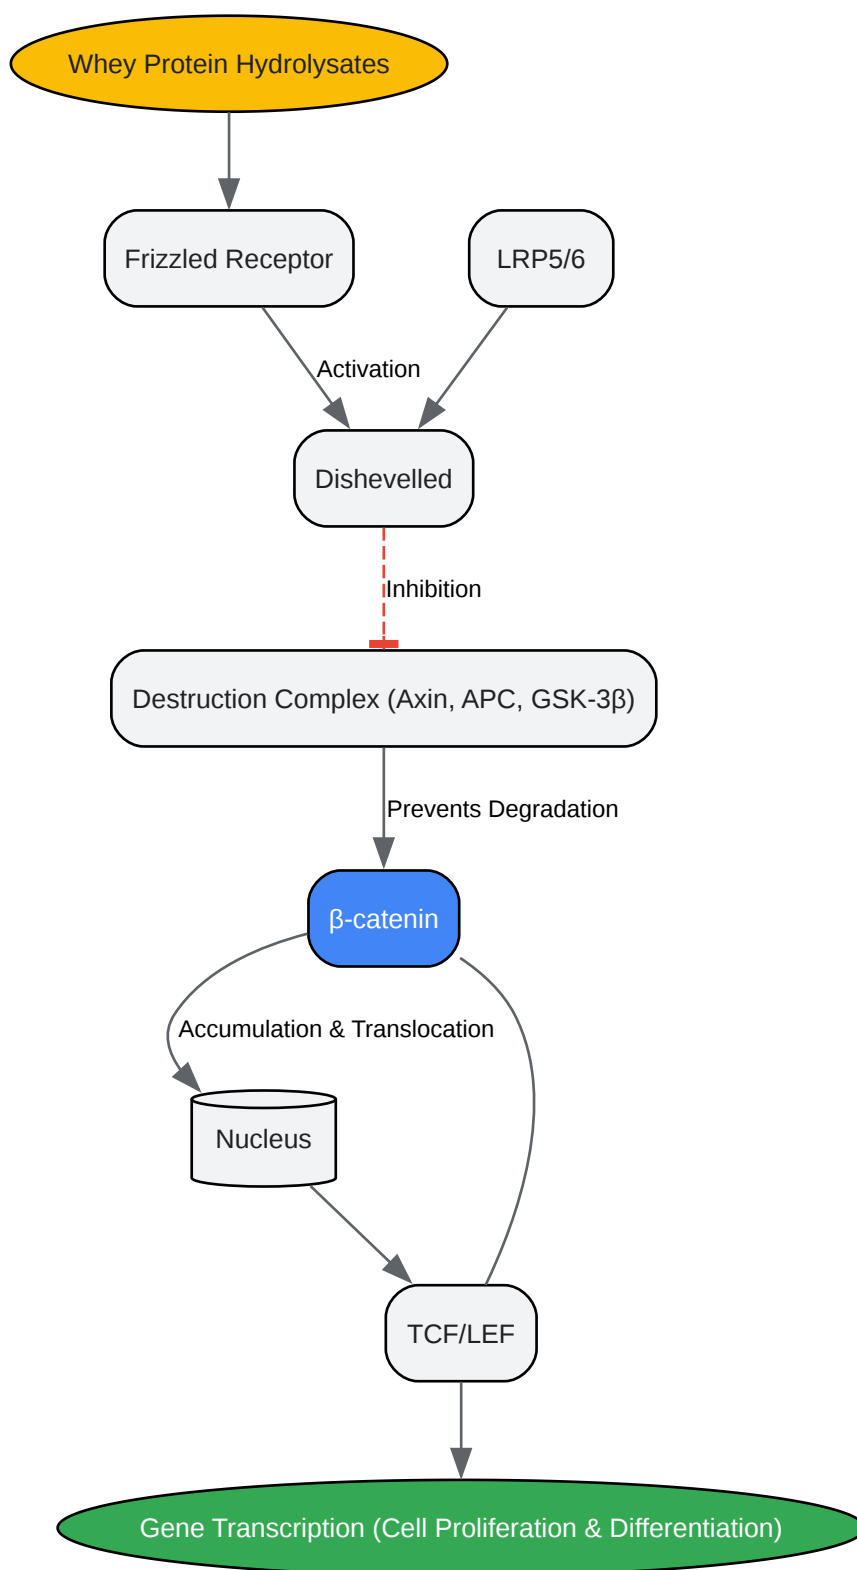 Whey Protein Hydrolysates
Frizzled Receptor
LRP5/6
Activation
Dishevelled
Inhibition
Destruction Complex (Axin, APC, GSK-3β)
Prevents Degradation
β-catenin
Accumulation & Translocation
Nucleus
TCF/LEF
Gene Transcription (Cell Proliferation & Differentiation)